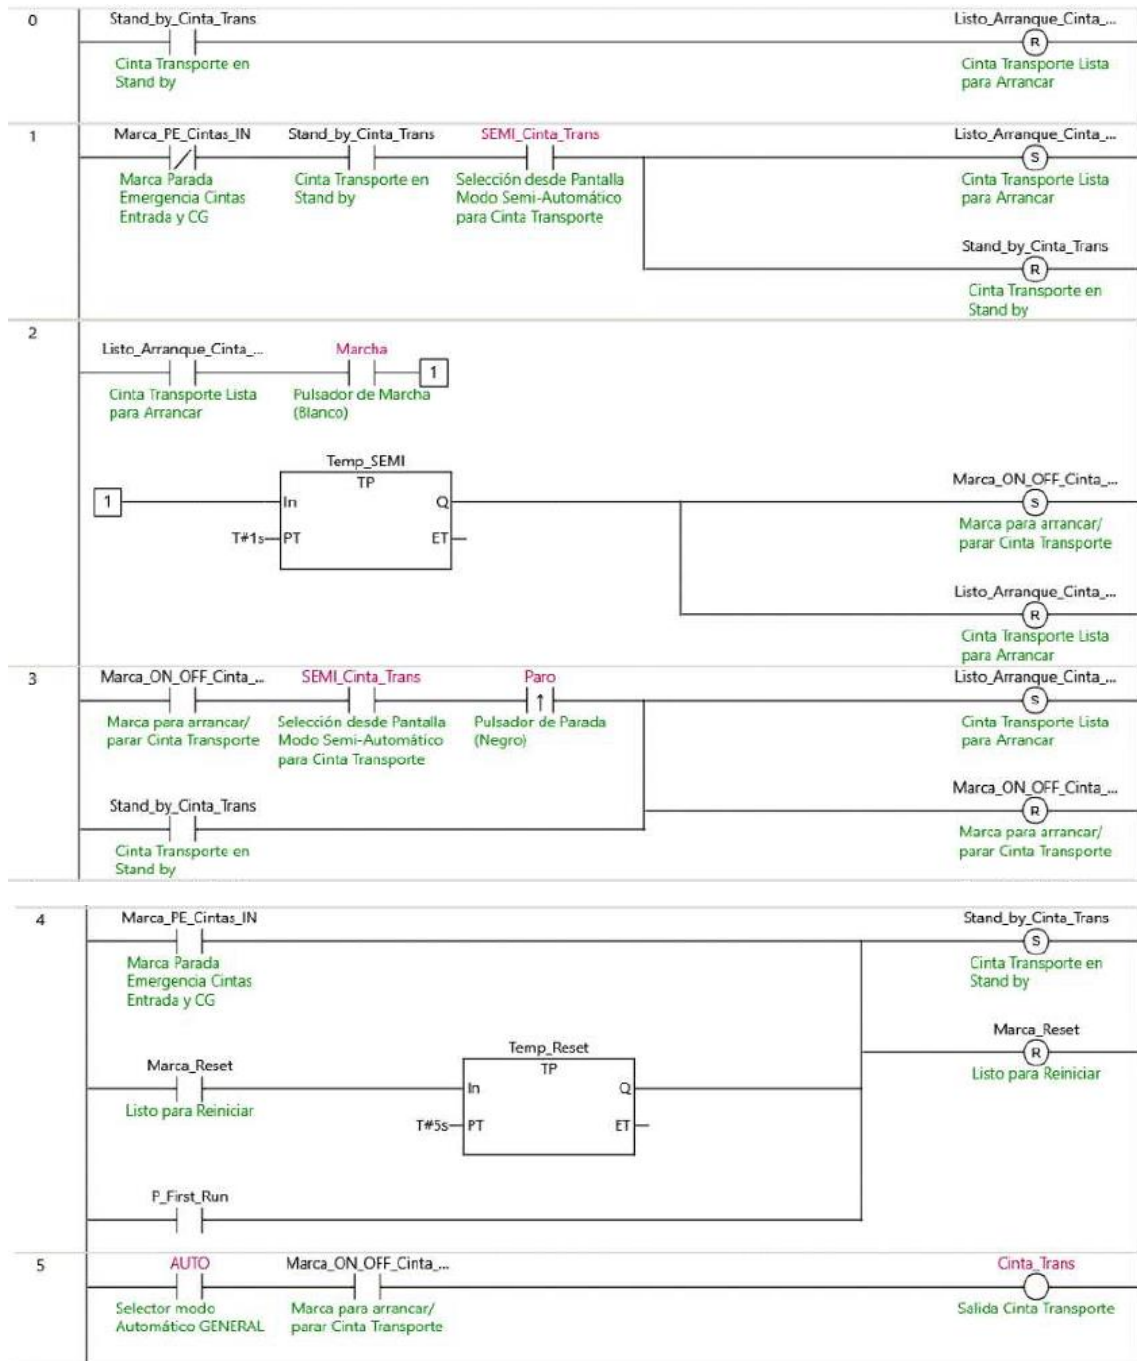 0
Stand_by_Cinta_Trans
Listo_Arranque_Cinta_...
R
Cinta Transporte en
Stand by
Cinta Transporte Lista
para Arrancar
1
Marca_PE_Cintas_IN
Stand_by_Cinta_Trans
SEMI_Cinta_Trans
Listo_Arranque_Cinta_...
S
Marca Parada
Emergencia Cintas
Entrada y CG
Cinta Transporte en
Stand by
Selección desde Pantalla
Modo Semi-Automático
para Cinta Transporte
Cinta Transporte Lista
para Arrancar
Stand_by_Cinta_Trans
R
Cinta Transporte en
Stand by
2
Listo_Arranque_Cinta_...
Marcha
1
Cinta Transporte Lista
para Arrancar
Pulsador de Marcha
(Blanco)
Temp_SEMI
TP
1
In
Q
T#1s
PT
ET
Marca_ON_OFF_Cinta_...
S
Marca para arrancar/
parar Cinta Transporte
Listo_Arranque_Cinta_...
R
Cinta Transporte Lista
para Arrancar
3
Marca_ON_OFF_Cinta_...
SEMI_Cinta_Trans
Paro
Listo_Arranque_Cinta_...
S
Marca para arrancar/
parar Cinta Transporte
Selección desde Pantalla
Modo Semi-Automático
para Cinta Transporte
Pulsador de Parada
(Negro)
Cinta Transporte Lista
para Arrancar
Stand_by_Cinta_Trans
Cinta Transporte en
Stand by
Marca_ON_OFF_Cinta_...
R
Marca para arrancar/
parar Cinta Transporte
4
Marca_PE_Cintas_IN
Stand_by_Cinta_Trans
S
Marca Parada
Emergencia Cintas
Entrada y CG
Cinta Transporte en
Stand by
Marca_Reset
R
Listo para Reiniciar
Marca_Reset
Listo para Reiniciar
Temp_Reset
TP
In
Q
T#5s
PT
ET
P_First_Run
5
AUTO
Marca_ON_OFF_Cinta_...
Cinta_Trans
Selector modo
Automático GENERAL
Marca para arrancar/
parar Cinta Transporte
Salida Cinta Transporte